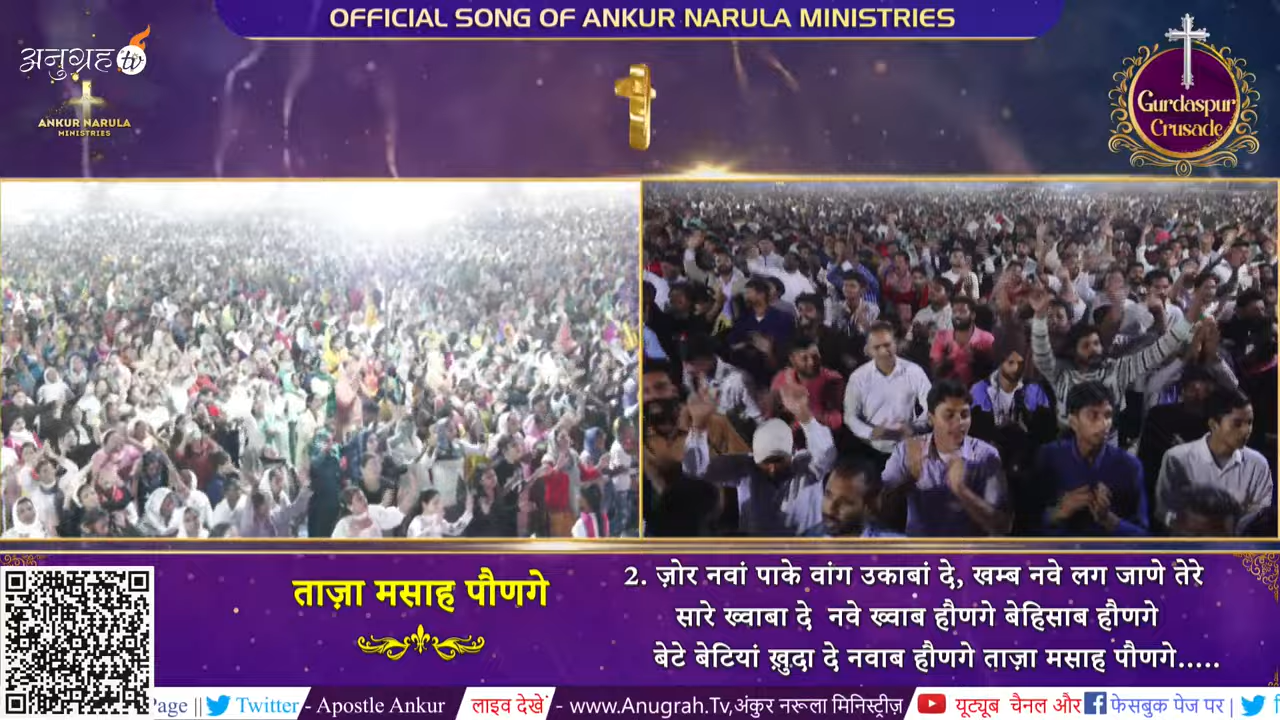 OFFICIAL SONG OF ANKUR NARULA MINISTRIES
अनुग्रह tv
ANKUR NARULA
MINISTRIES
Gurdaspur
Crusade
ताज़ा मसाह पौणगे
2. ज़ोर नवां पाके वांग उकाबां दे, खम्ब नवे लग जाणे तेरे
सारे ख्वाबा दे नवे ख्वाब हौणगे बेहिसाब हौणगे
बेटे बेटियां ख़ुदा दे नवाब हौणगे ताज़ा मसाह पौणगे.....
Page || Twitter - Apostle Ankur लाइव देखें - www.Anugrah.Tv,अंकुर नरूला मिनिस्ट्रीज़ यूट्यूब चैनल और फेसबुक पेज पर |